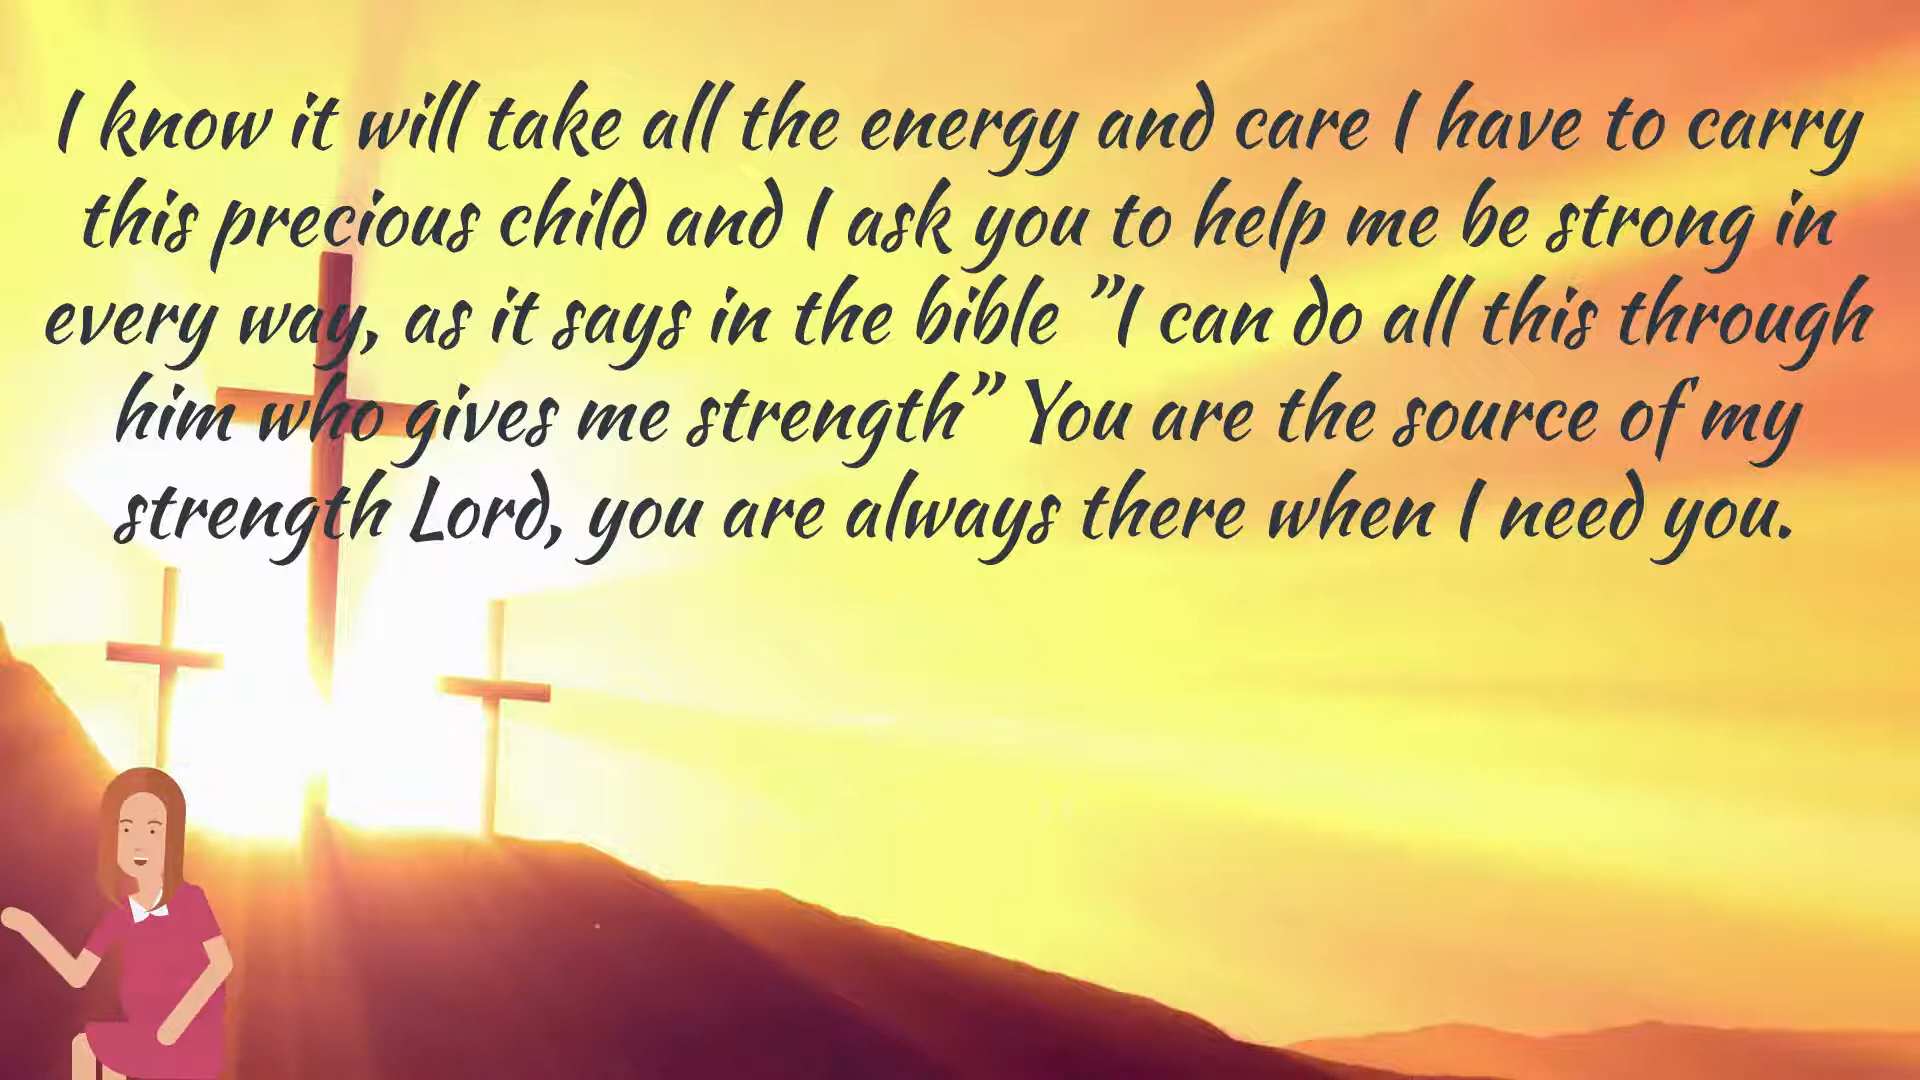 I know it will take all the energy and care I have to carry
this precious child and I ask you to help me be strong in
every way, as it says in the bible ”I can do all this through
him who gives me strength” You are the source of my
strength Lord, you are always there when I need you.